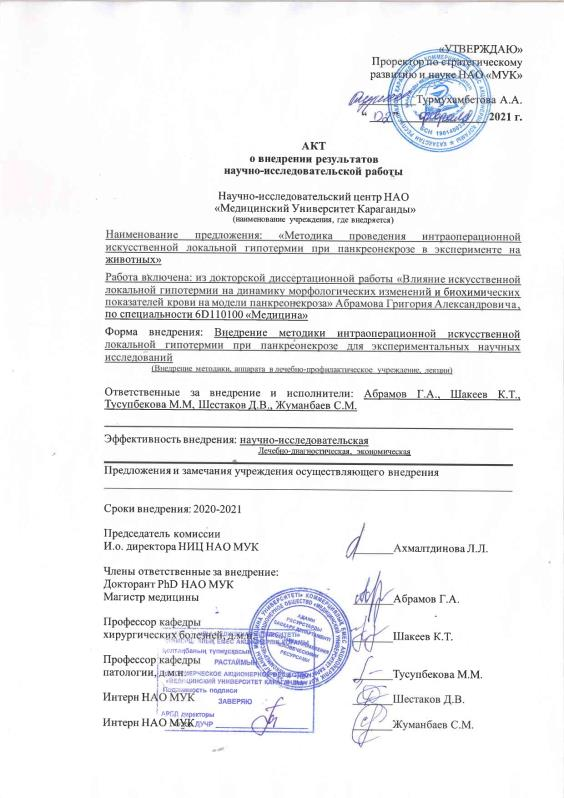 «УТВЕРЖДАЮ»
Проректор по стратегическому
развитию и науке НАО «МУК»
Турмухамбетова А.А.
февраля 2021 г.
АКТ
о внедрении результатов
научно-исследовательской работы
Научно-исследовательский центр НАО
«Медицинский Университет Караганды»
(наименование учреждения, где внедряется)
Наименование предложения: «Методика проведения интраоперационной
искусственной локальной гипотермии при панкреонекрозе в эксперименте на
животных»
Работа включена: из докторской диссертационной работы «Влияние искусственной
локальной гипотермии на динамику морфологических изменений и биохимических
показателей крови на модели панкреонекроза» Абрамова Григория Александровича,
по специальности 6D110100 «Медицина»
Форма внедрения: Внедрение методики интраоперационной искусственной
локальной гипотермии при панкреонекрозе для экспериментальных научных
исследований
(Внедрение методики, аппарата в лечебно-профилактическое учреждение, лекции)
Ответственные за внедрение и исполнители: Абрамов Г.А., Шакеев К.Т.,
Тусупбекова М.М, Шестаков Д.В., Жуманбаев С.М.
Эффективность внедрения: научно-исследовательская
Лечебно-диагностическая, экономическая
Предложения и замечания учреждения осуществляющего внедрения
Сроки внедрения: 2020-2021
Председатель комиссии
И.о. директора НИЦ НАО МУК Ахмалтдинова Л.Л.
Члены ответственные за внедрение:
Докторант PhD НАО МУК
Магистр медицины Абрамов Г.А.
Профессор кафедры
хирургических болезней, д.м.н Шакеев К.Т.
Профессор кафедры
патологии, д.м.н. Тусупбекова М.М.
Интерн НАО МУК Шестаков Д.В.
Интерн НАО МУК Жуманбаев С.М.
РАСТАЙМЫН
«МЕДИЦИНСКИЙ УНИВЕРСИТЕТ КАРАГАНДЫ»
Подлинность подписи
ЗАВЕРЯЮ